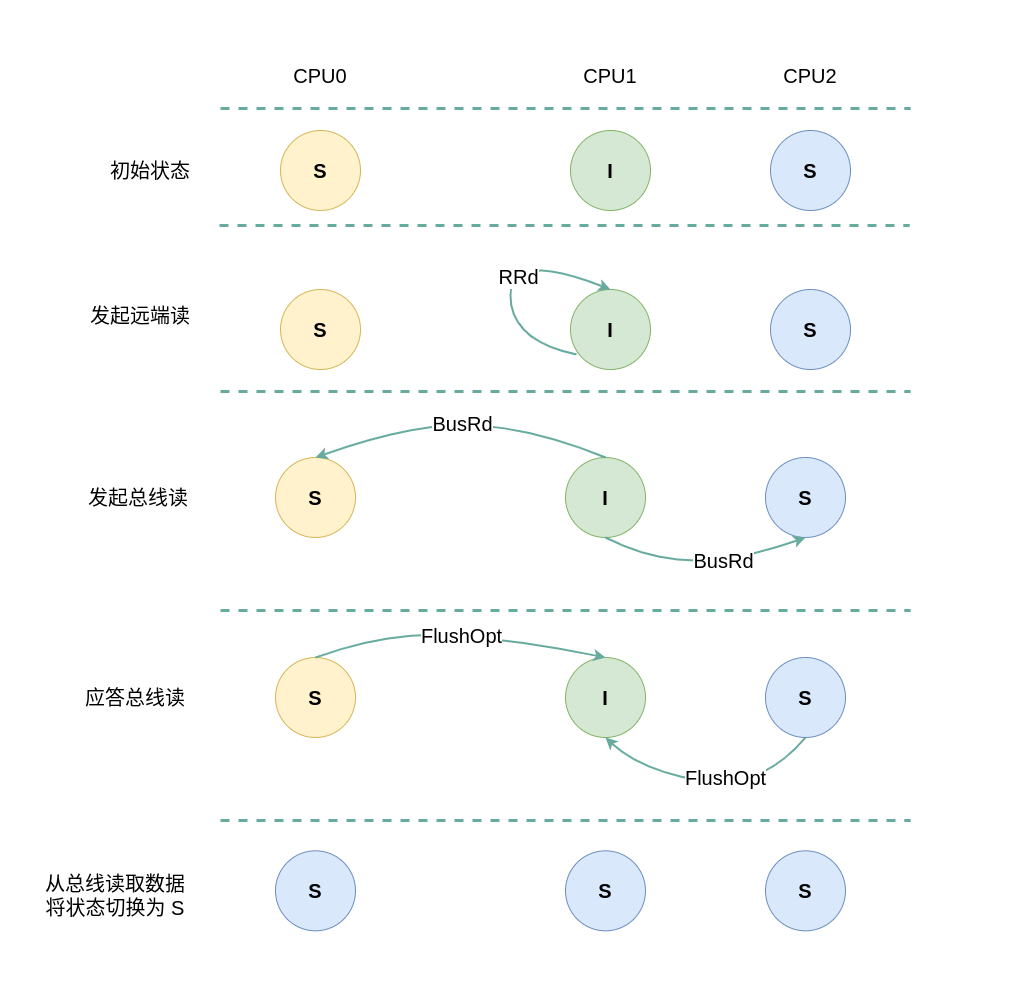 CPU0 CPU1 CPU2
初始状态 S I S
RRd
发起远端读 S I S
BusRd
发起总线读 S I S
BusRd
FlushOpt
应答总线读 S I S
FlushOpt
从总线读取数据
将状态切换为 S
S S S